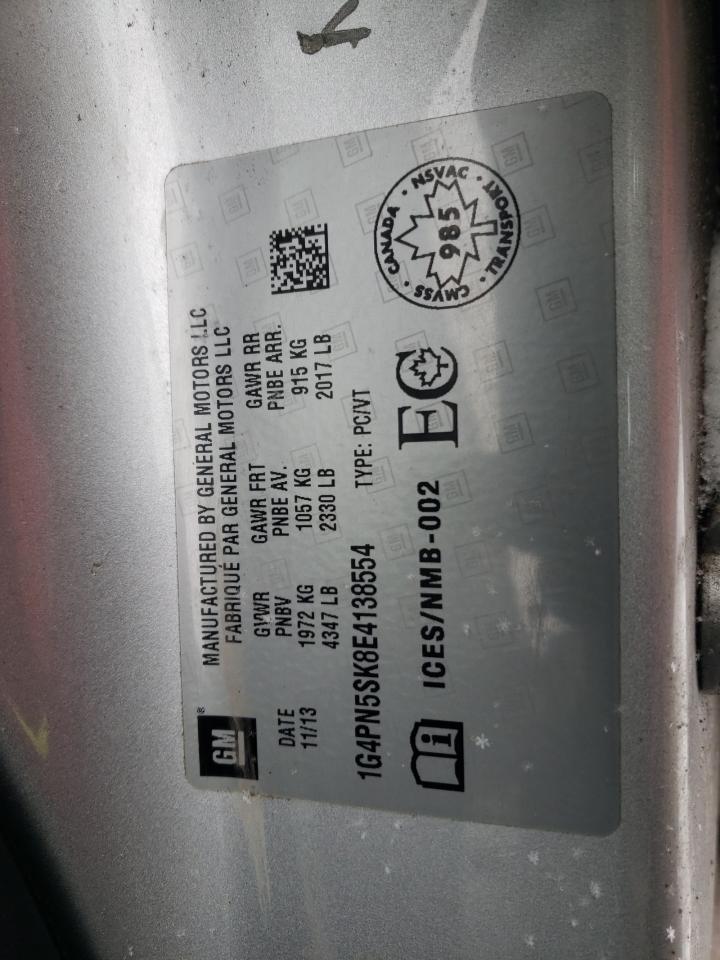 GM®
MANUFACTURED BY GENERAL MOTORS LLC
FABRIQUÉ PAR GENERAL MOTORS LLC
DATE GVWR GAWR FRT GAWR RR
11/13 PNBV PNBE AV. PNBE ARR.
1972 KG 1057 KG 915 KG
4347 LB 2330 LB 2017 LB
1G4PN5SK8E4138554 TYPE: PC/VT
ICES/NMB-002 EC
CANADA · NSVAC · TRANSPORT · CMVSS ·
985